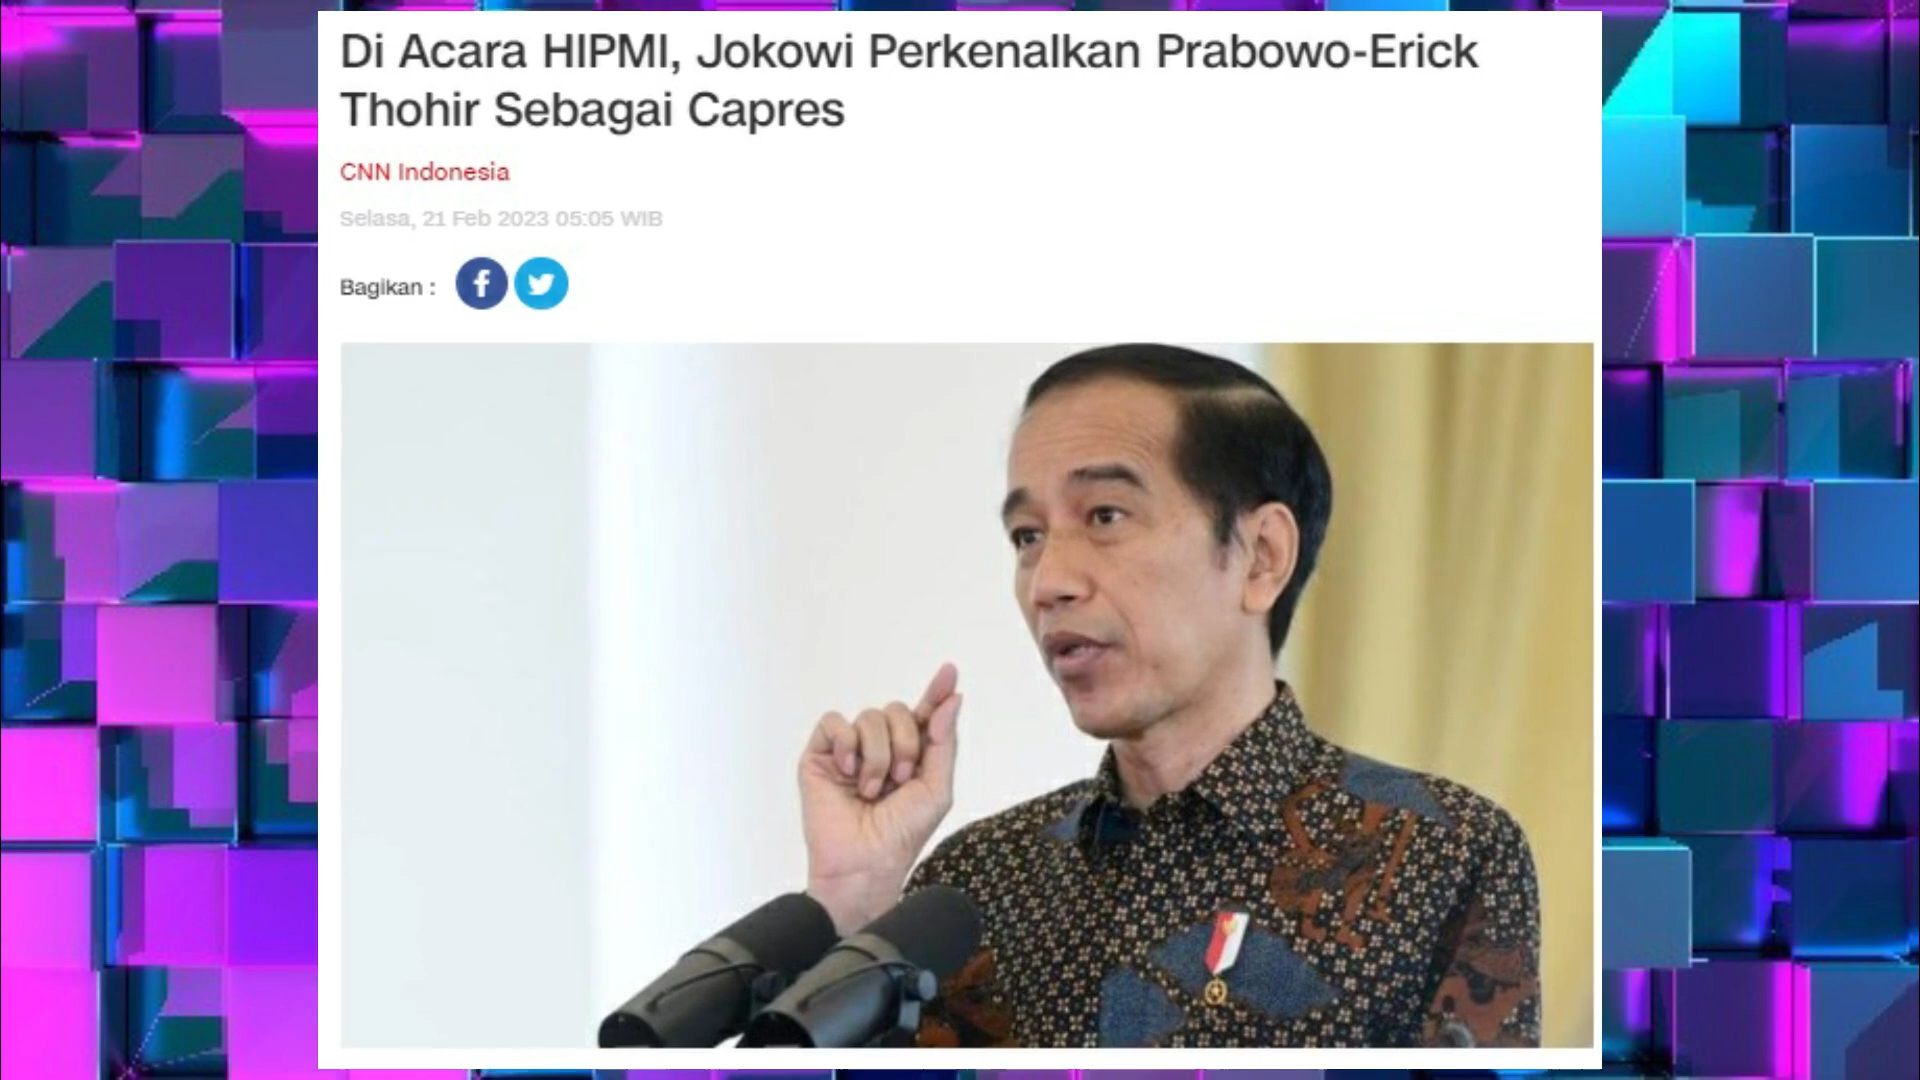 Di Acara HIPMI, Jokowi Perkenalkan Prabowo-Erick
Thohir Sebagai Capres
CNN Indonesia
Selasa, 21 Feb 2023 05:05 WIB
Bagikan :